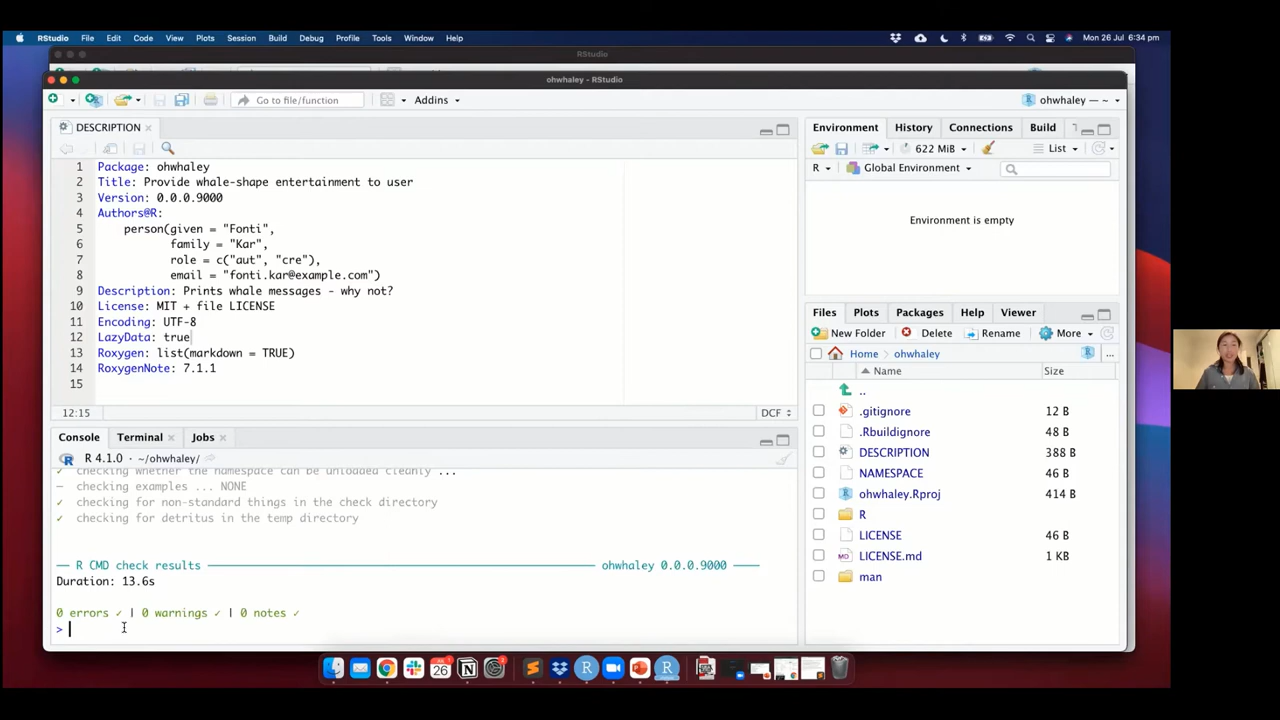 RStudio File Edit Code View Plots Session Build Debug Profile Tools Window Help Mon 26 Jul 6:34 pm
RStudio
ohwhaley - RStudio
Go to file/function Addins ohwhaley — ~
DESCRIPTION
1 Package: ohwhaley
2 Title: Provide whale-shape entertainment to user
3 Version: 0.0.0.9000
4 Authors@R:
5 person(given = "Fonti",
6 family = "Kar",
7 role = c("aut", "cre"),
8 email = "fonti.kar@example.com")
9 Description: Prints whale messages - why not?
10 License: MIT + file LICENSE
11 Encoding: UTF-8
12 LazyData: true
13 Roxygen: list(markdown = TRUE)
14 RoxygenNote: 7.1.1
15
12:15 DCF
Console Terminal Jobs
R 4.1.0 · ~/ohwhaley/
✓ checking whether the namespace can be unloaded cleanly ...
— checking examples ... NONE
✓ checking for non-standard things in the check directory
✓ checking for detritus in the temp directory
— R CMD check results ohwhaley 0.0.0.9000 —
Duration: 13.6s
0 errors ✓ | 0 warnings ✓ | 0 notes ✓
>
Environment History Connections Build
622 MiB List
R Global Environment
Environment is empty
Files Plots Packages Help Viewer
New Folder Delete Rename More
Home ohwhaley
Name Size
..
.gitignore 12 B
.Rbuildignore 48 B
DESCRIPTION 388 B
NAMESPACE 46 B
ohwhaley.Rproj 414 B
R
LICENSE 46 B
LICENSE.md 1 KB
man